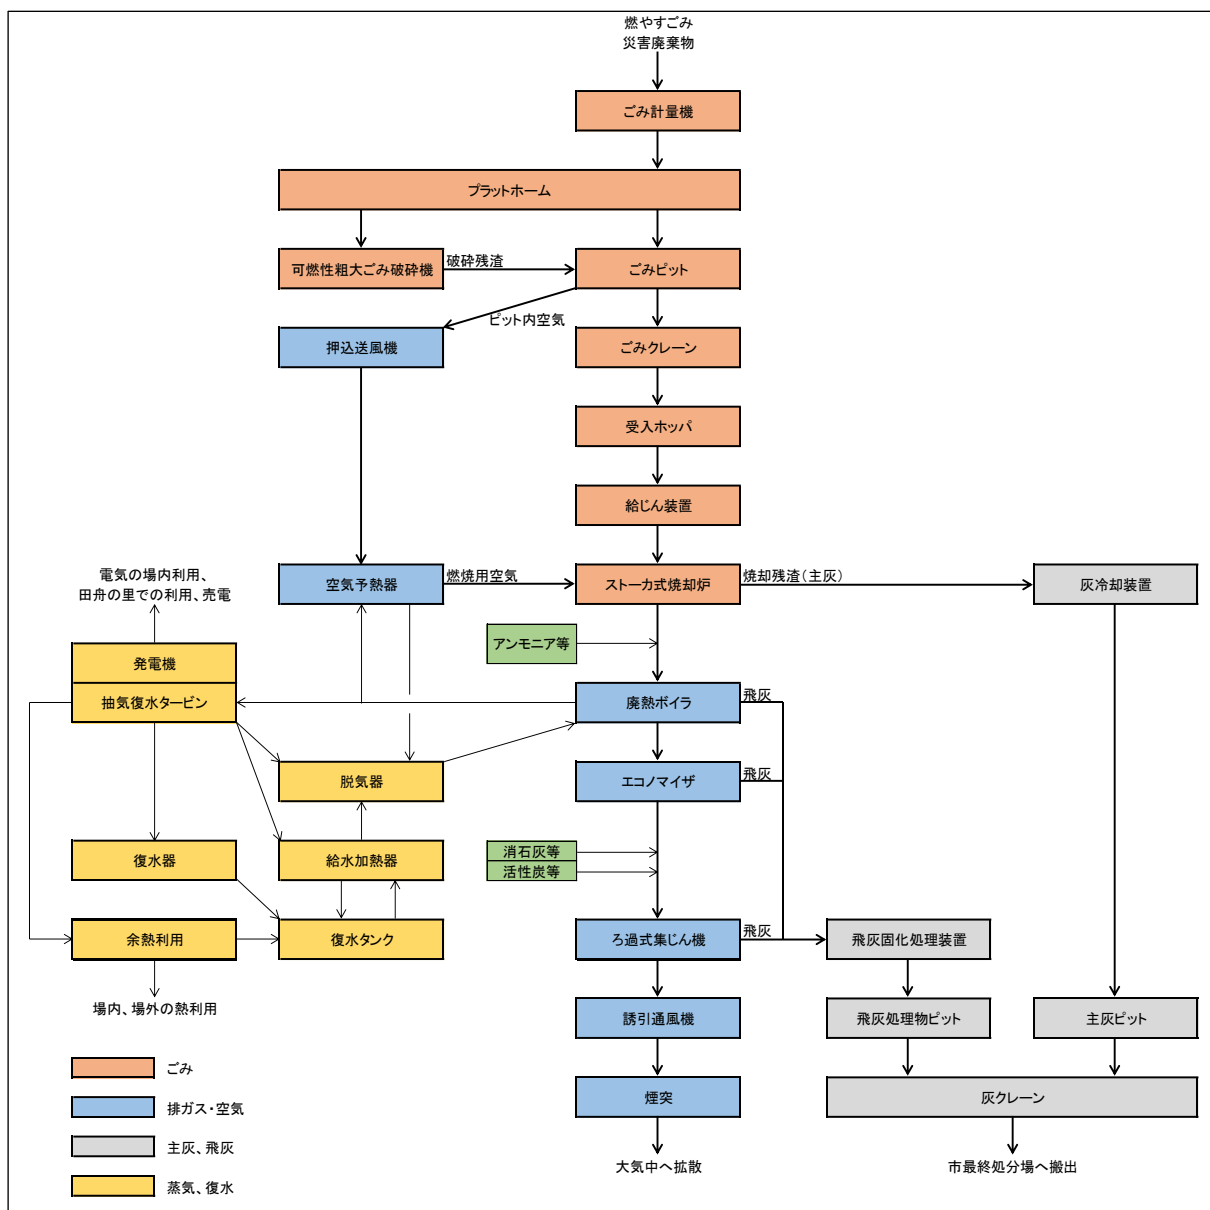 燃やすごみ
災害廃棄物
ごみ計量機
プラットホーム
可燃性粗大ごみ破砕機
破砕残渣
ごみピット
ピット内空気
押込送風機
ごみクレーン
受入ホッパ
給じん装置
空気予熱器
燃焼用空気
ストーカ式焼却炉
焼却残渣(主灰)
灰冷却装置
電気の場内利用、
田舟の里での利用、売電
アンモニア等
発電機
抽気復水タービン
廃熱ボイラ
飛灰
脱気器
エコノマイザ
飛灰
復水器
給水加熱器
消石灰等
活性炭等
余熱利用
復水タンク
ろ過式集じん機
飛灰
飛灰固化処理装置
場内、場外の熱利用
誘引通風機
飛灰処理物ピット
主灰ピット
ごみ
排ガス・空気
主灰、飛灰
蒸気、復水
煙突
灰クレーン
大気中へ拡散
市最終処分場へ搬出